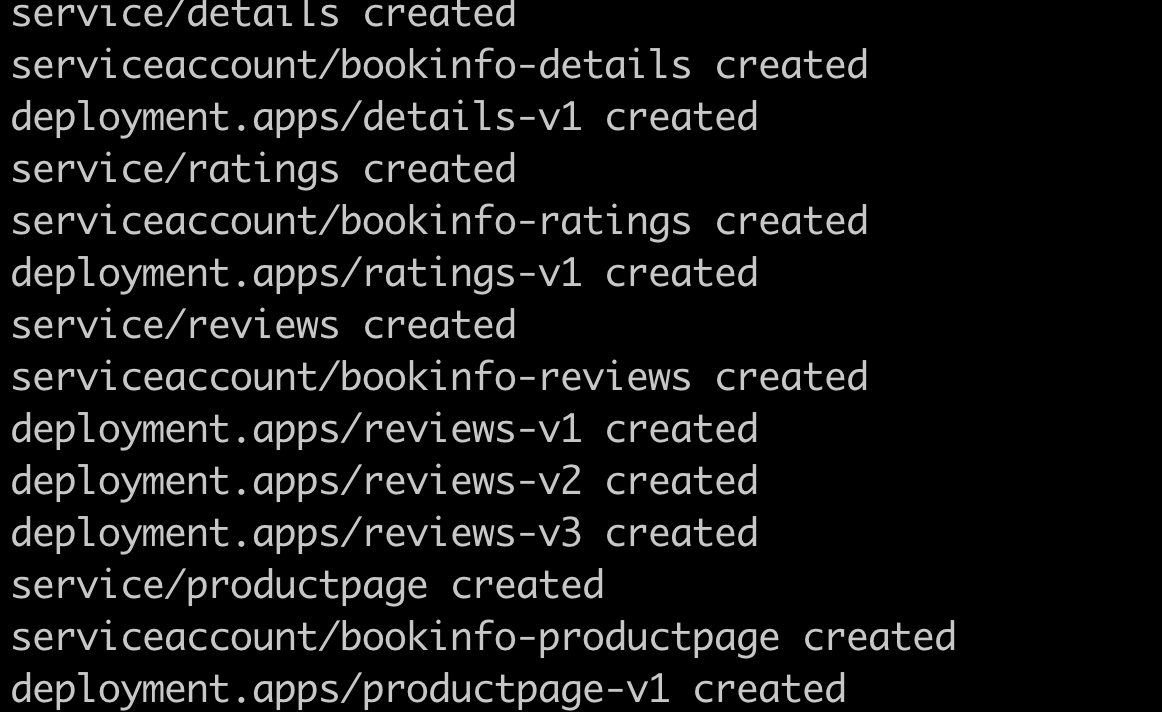 service/details created
serviceaccount/bookinfo-details created
deployment.apps/details-v1 created
service/ratings created
serviceaccount/bookinfo-ratings created
deployment.apps/ratings-v1 created
service/reviews created
serviceaccount/bookinfo-reviews created
deployment.apps/reviews-v1 created
deployment.apps/reviews-v2 created
deployment.apps/reviews-v3 created
service/productpage created
serviceaccount/bookinfo-productpage created
deployment.apps/productpage-v1 created